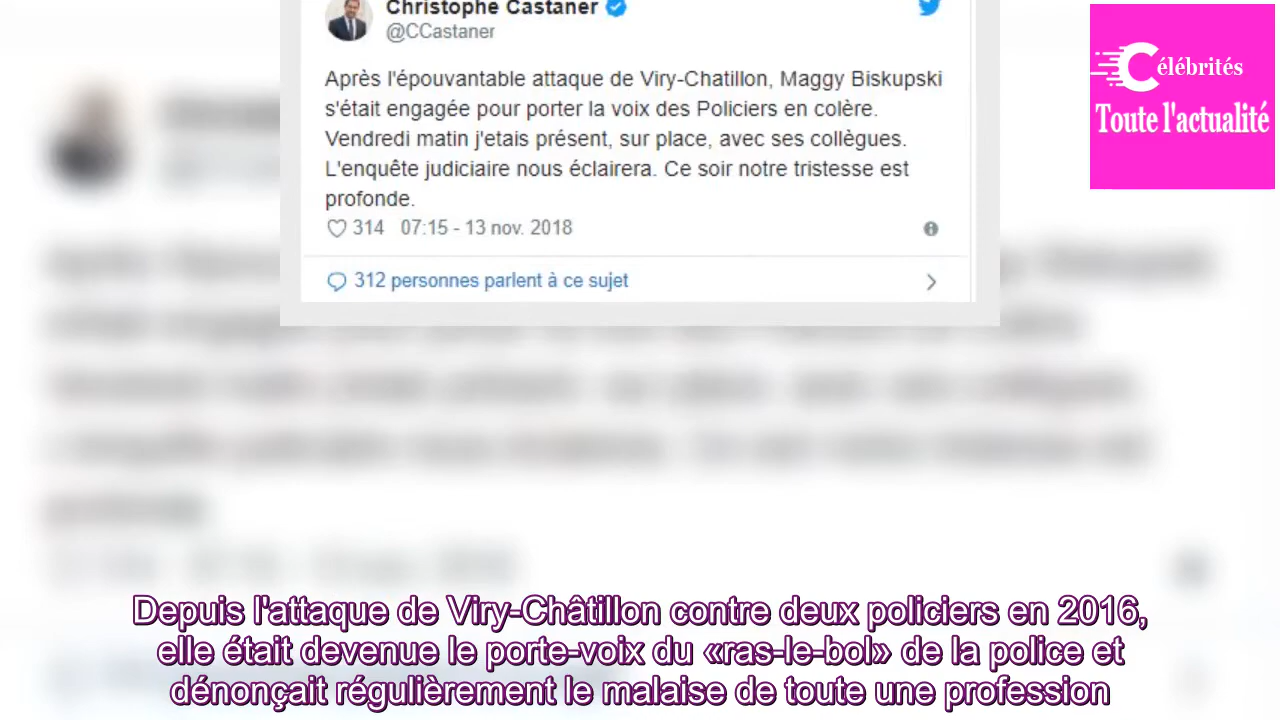 Christophe Castaner
@CCastaner
Après l'épouvantable attaque de Viry-Chatillon, Maggy Biskupski
s'était engagée pour porter la voix des Policiers en colère.
Vendredi matin j'etais présent, sur place, avec ses collègues.
L'enquête judiciaire nous éclairera. Ce soir notre tristesse est
profonde.
314 07:15 - 13 nov. 2018
312 personnes parlent à ce sujet
Célébrités
Toute l'actualité
Depuis l'attaque de Viry-Châtillon contre deux policiers en 2016,
elle était devenue le porte-voix du «ras-le-bol» de la police et
dénonçait régulièrement le malaise de toute une profession